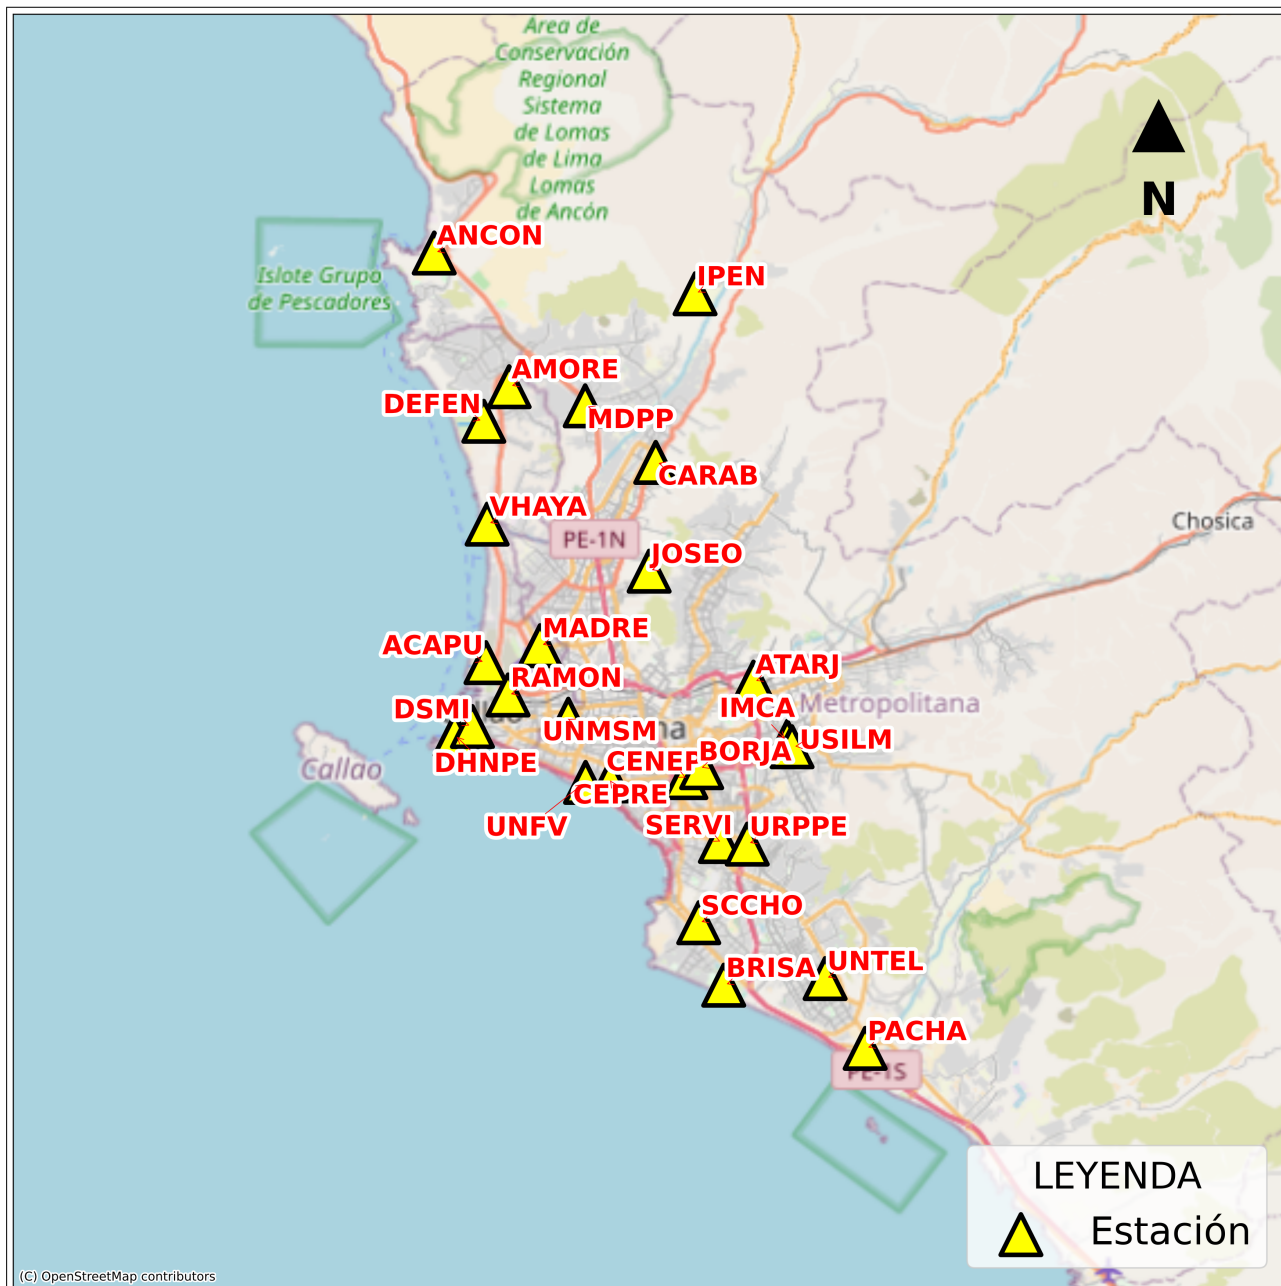 Área de
Conservación
Regional
Sistema
de Lomas
de Lima
Lomas
de Ancón
N
ANCON
Islote Grupo
de Pescadores
IPEN
AMORE
DEFEN
MDPP
CARAB
VHAYA
Chosica
PE-1N
JOSEO
MADRE
ACAPU
ATARJ
RAMON
Metropolitana
DSMI
IMCA
UNMSM
USILM
BORJA
DHNPE
CENEP
Callao
CEPRE
UNFV
SERVI
URPPE
SCCHO
UNTEL
BRISA
PACHA
PE-1S
LEYENDA
Estación
(C) OpenStreetMap contributors